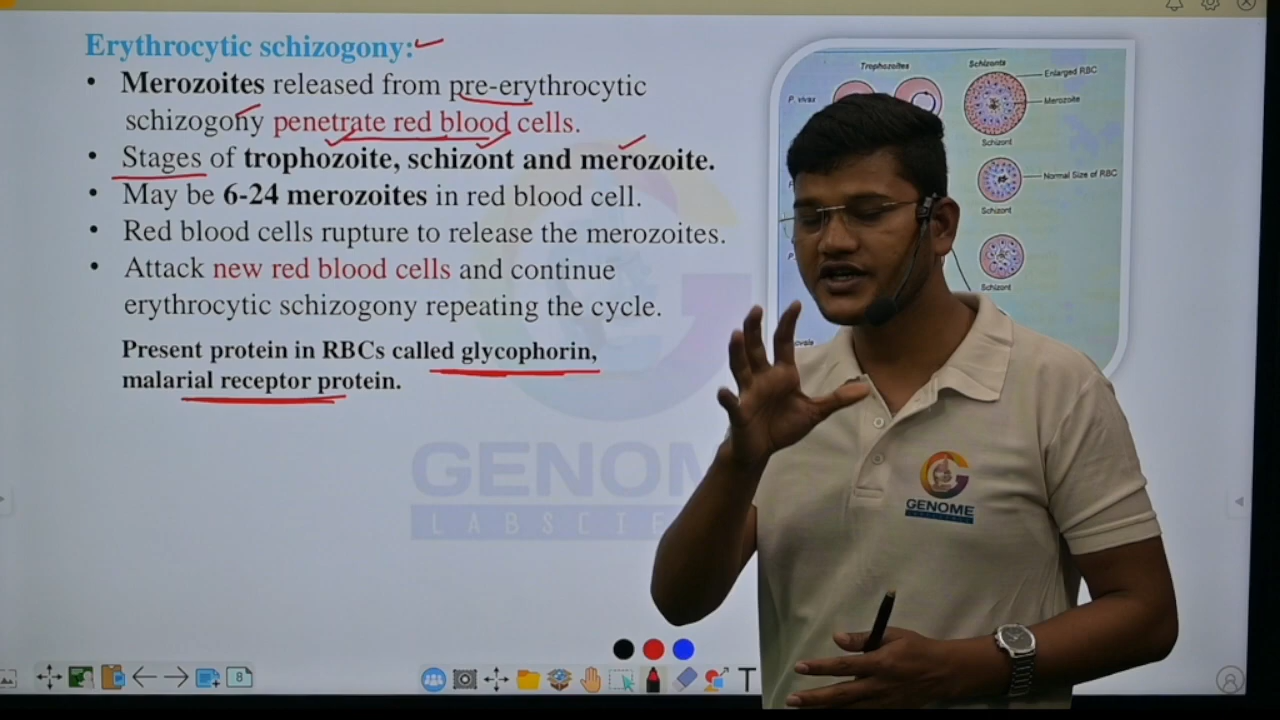 Erythrocytic schizogony:
• Merozoites released from pre-erythrocytic
schizogony penetrate red blood cells.
• Stages of trophozoite, schizont and merozoite.
• May be 6-24 merozoites in red blood cell.
• Red blood cells rupture to release the merozoites.
• Attack new red blood cells and continue
erythrocytic schizogony repeating the cycle.
Present protein in RBCs called glycophorin,
malarial receptor protein.
Trophozoites
Schizonts
P. vivax
Enlarged RBC
Merozoite
Schizont
Normal Size of RBC
Schizont
Schizont
GENOM
LABSCIE
GENOME
8
T